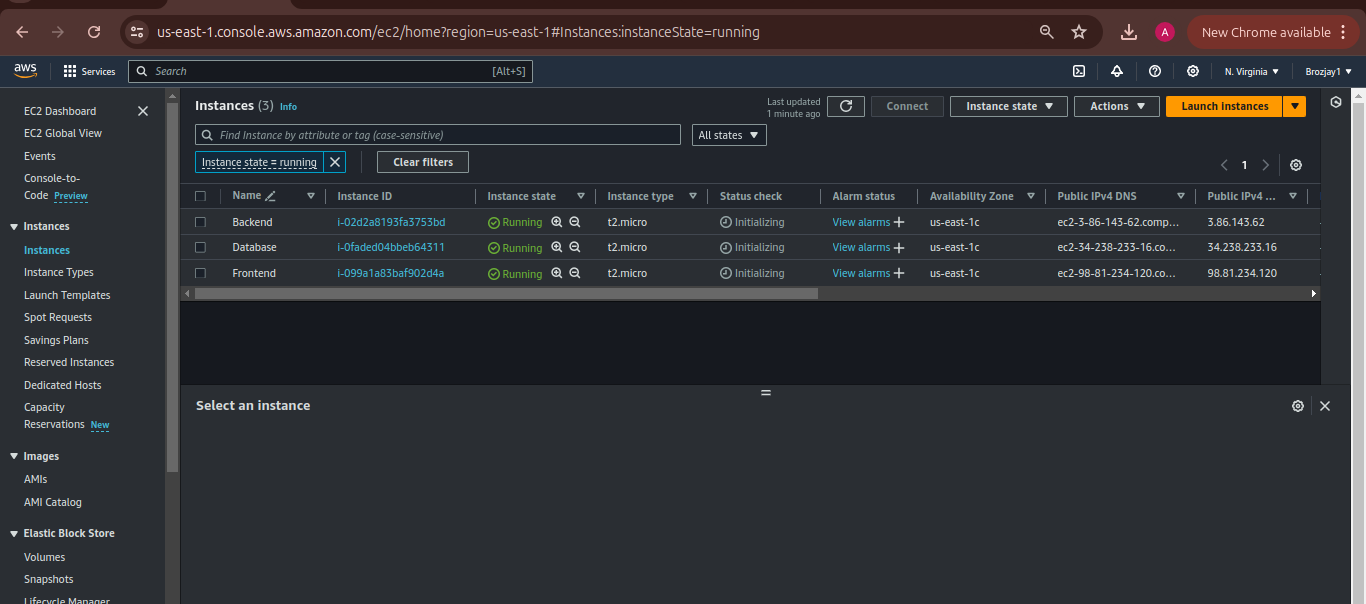 us-east-1.console.aws.amazon.com/ec2/home?region=us-east-1#Instances:instanceState=running
A
New Chrome available
aws
Services
Search
[Alt+S]
N. Virginia
Brozjay1
EC2 Dashboard
EC2 Global View
Events
Console-to-
Code Preview
Instances
Instances
Instance Types
Launch Templates
Spot Requests
Savings Plans
Reserved Instances
Dedicated Hosts
Capacity
Reservations New
Images
AMIs
AMI Catalog
Elastic Block Store
Volumes
Snapshots
Lifecycle Manager
Instances (3) Info
Last updated
1 minute ago
Connect
Instance state
Actions
Launch instances
Find Instance by attribute or tag (case-sensitive)
All states
Instance state = running
Clear filters
1
Name Instance ID Instance state Instance type Status check Alarm status Availability Zone Public IPv4 DNS Public IPv4 ...
Backend i-02d2a8193fa3753bd Running t2.micro Initializing View alarms us-east-1c ec2-3-86-143-62.comp... 3.86.143.62
Database i-0faded04bbeb64311 Running t2.micro Initializing View alarms us-east-1c ec2-34-238-233-16.co... 34.238.233.16
Frontend i-099a1a83baf902d4a Running t2.micro Initializing View alarms us-east-1c ec2-98-81-234-120.co... 98.81.234.120
Select an instance